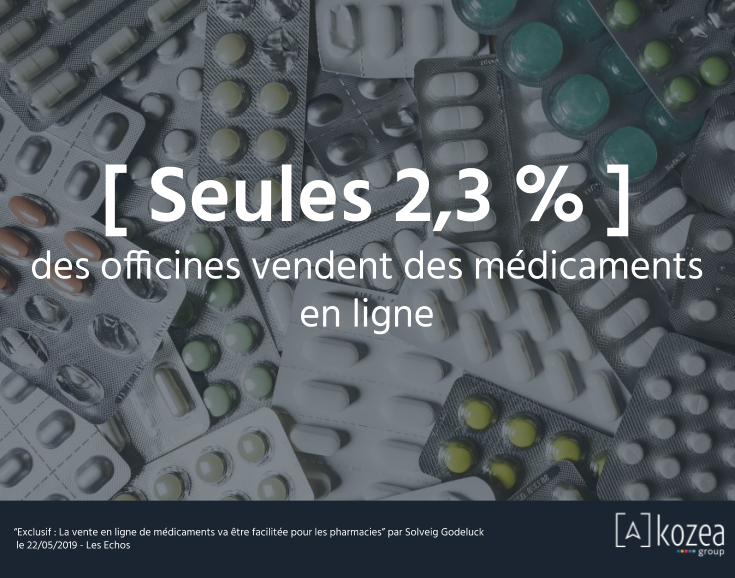 [ Seules 2,3 % ]
des officines vendent des médicaments
en ligne
"Exclusif : La vente en ligne de médicaments va être facilitée pour les pharmacies" par Solveig Godeluck
le 22/05/2019 - Les Echos
[A] kozea
group